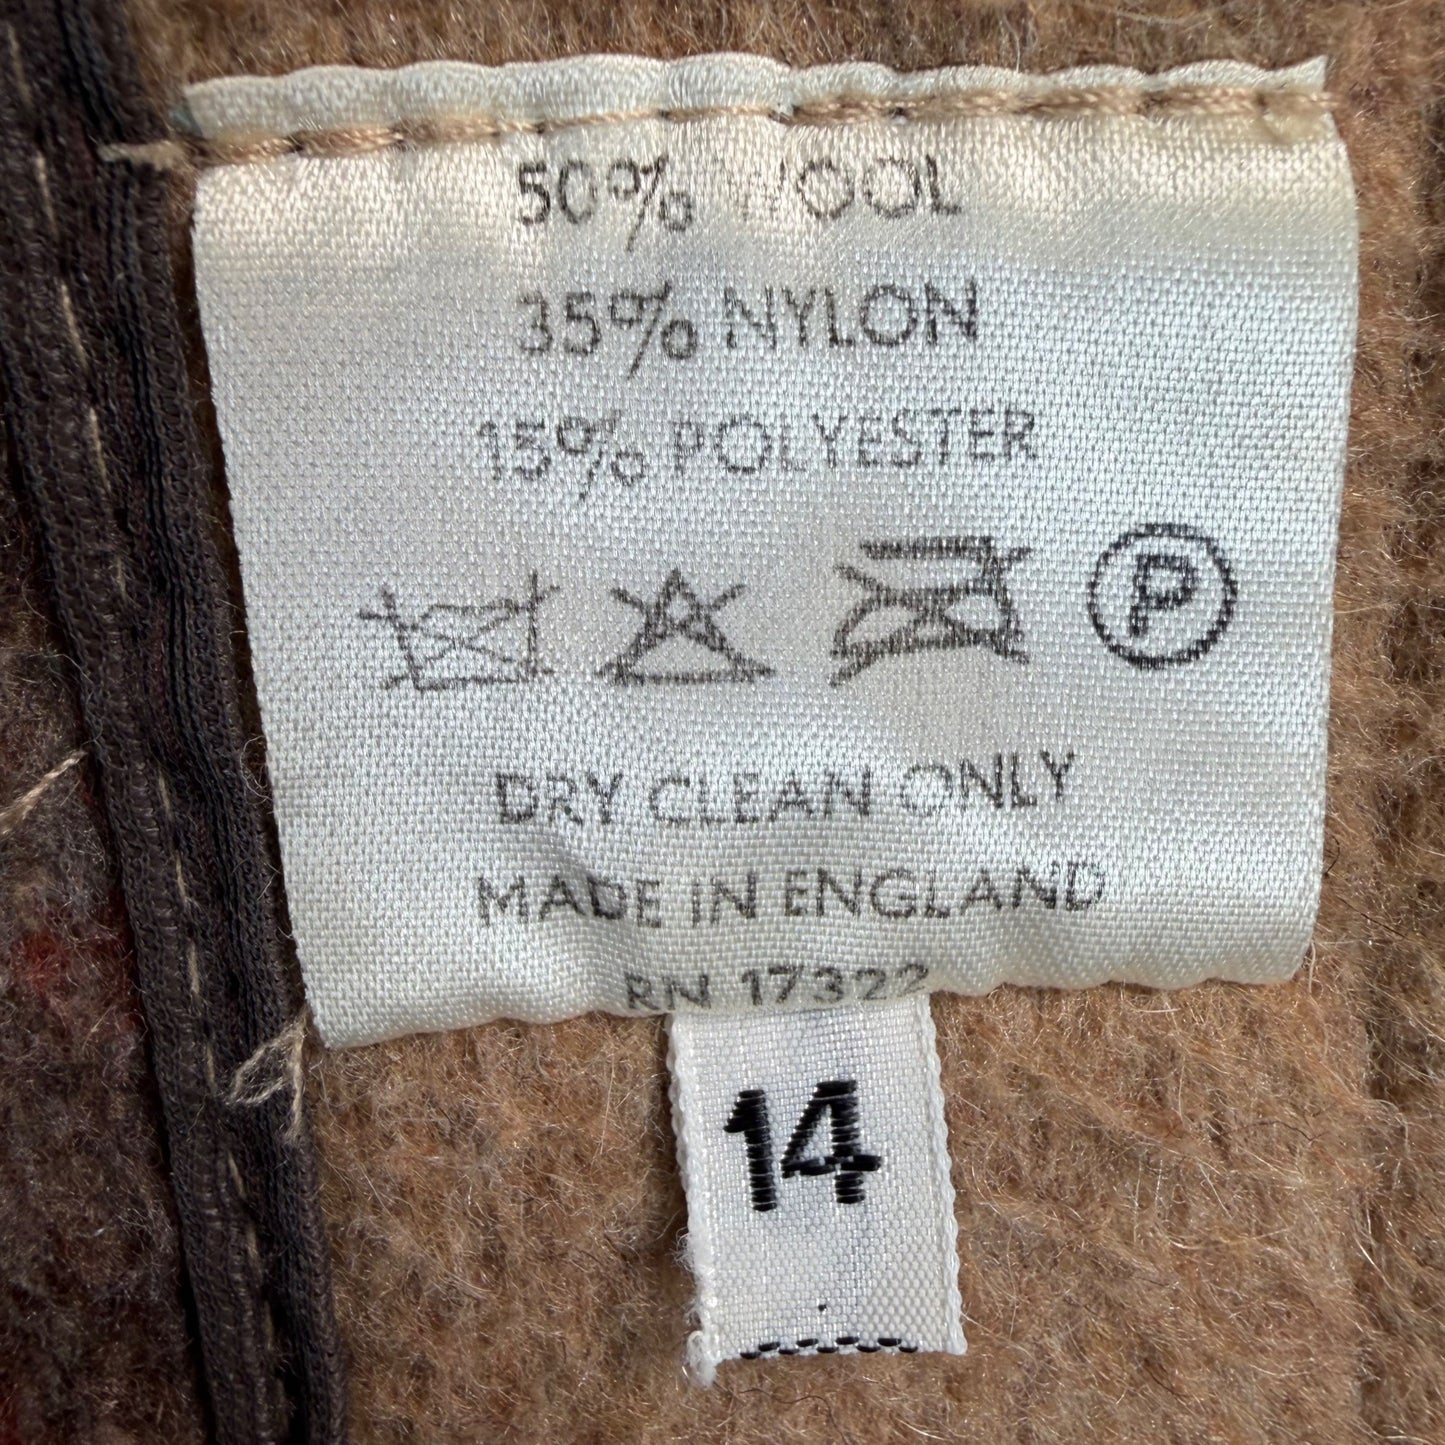 50% WOOL
35% NYLON
15% POLYESTER
P
DRY CLEAN ONLY
MADE IN ENGLAND
RN 17322
14